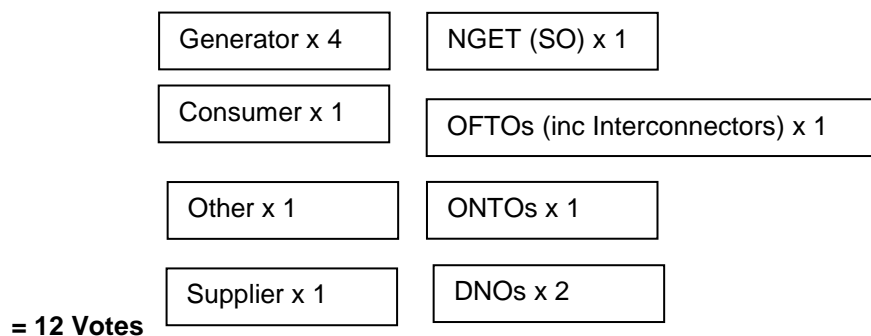 Generator x 4
NGET (SO) x 1
Consumer x 1
OFTOs (inc Interconnectors) x 1
Other x 1
ONTOs x 1
Supplier x 1
DNOs x 2
= 12 Votes